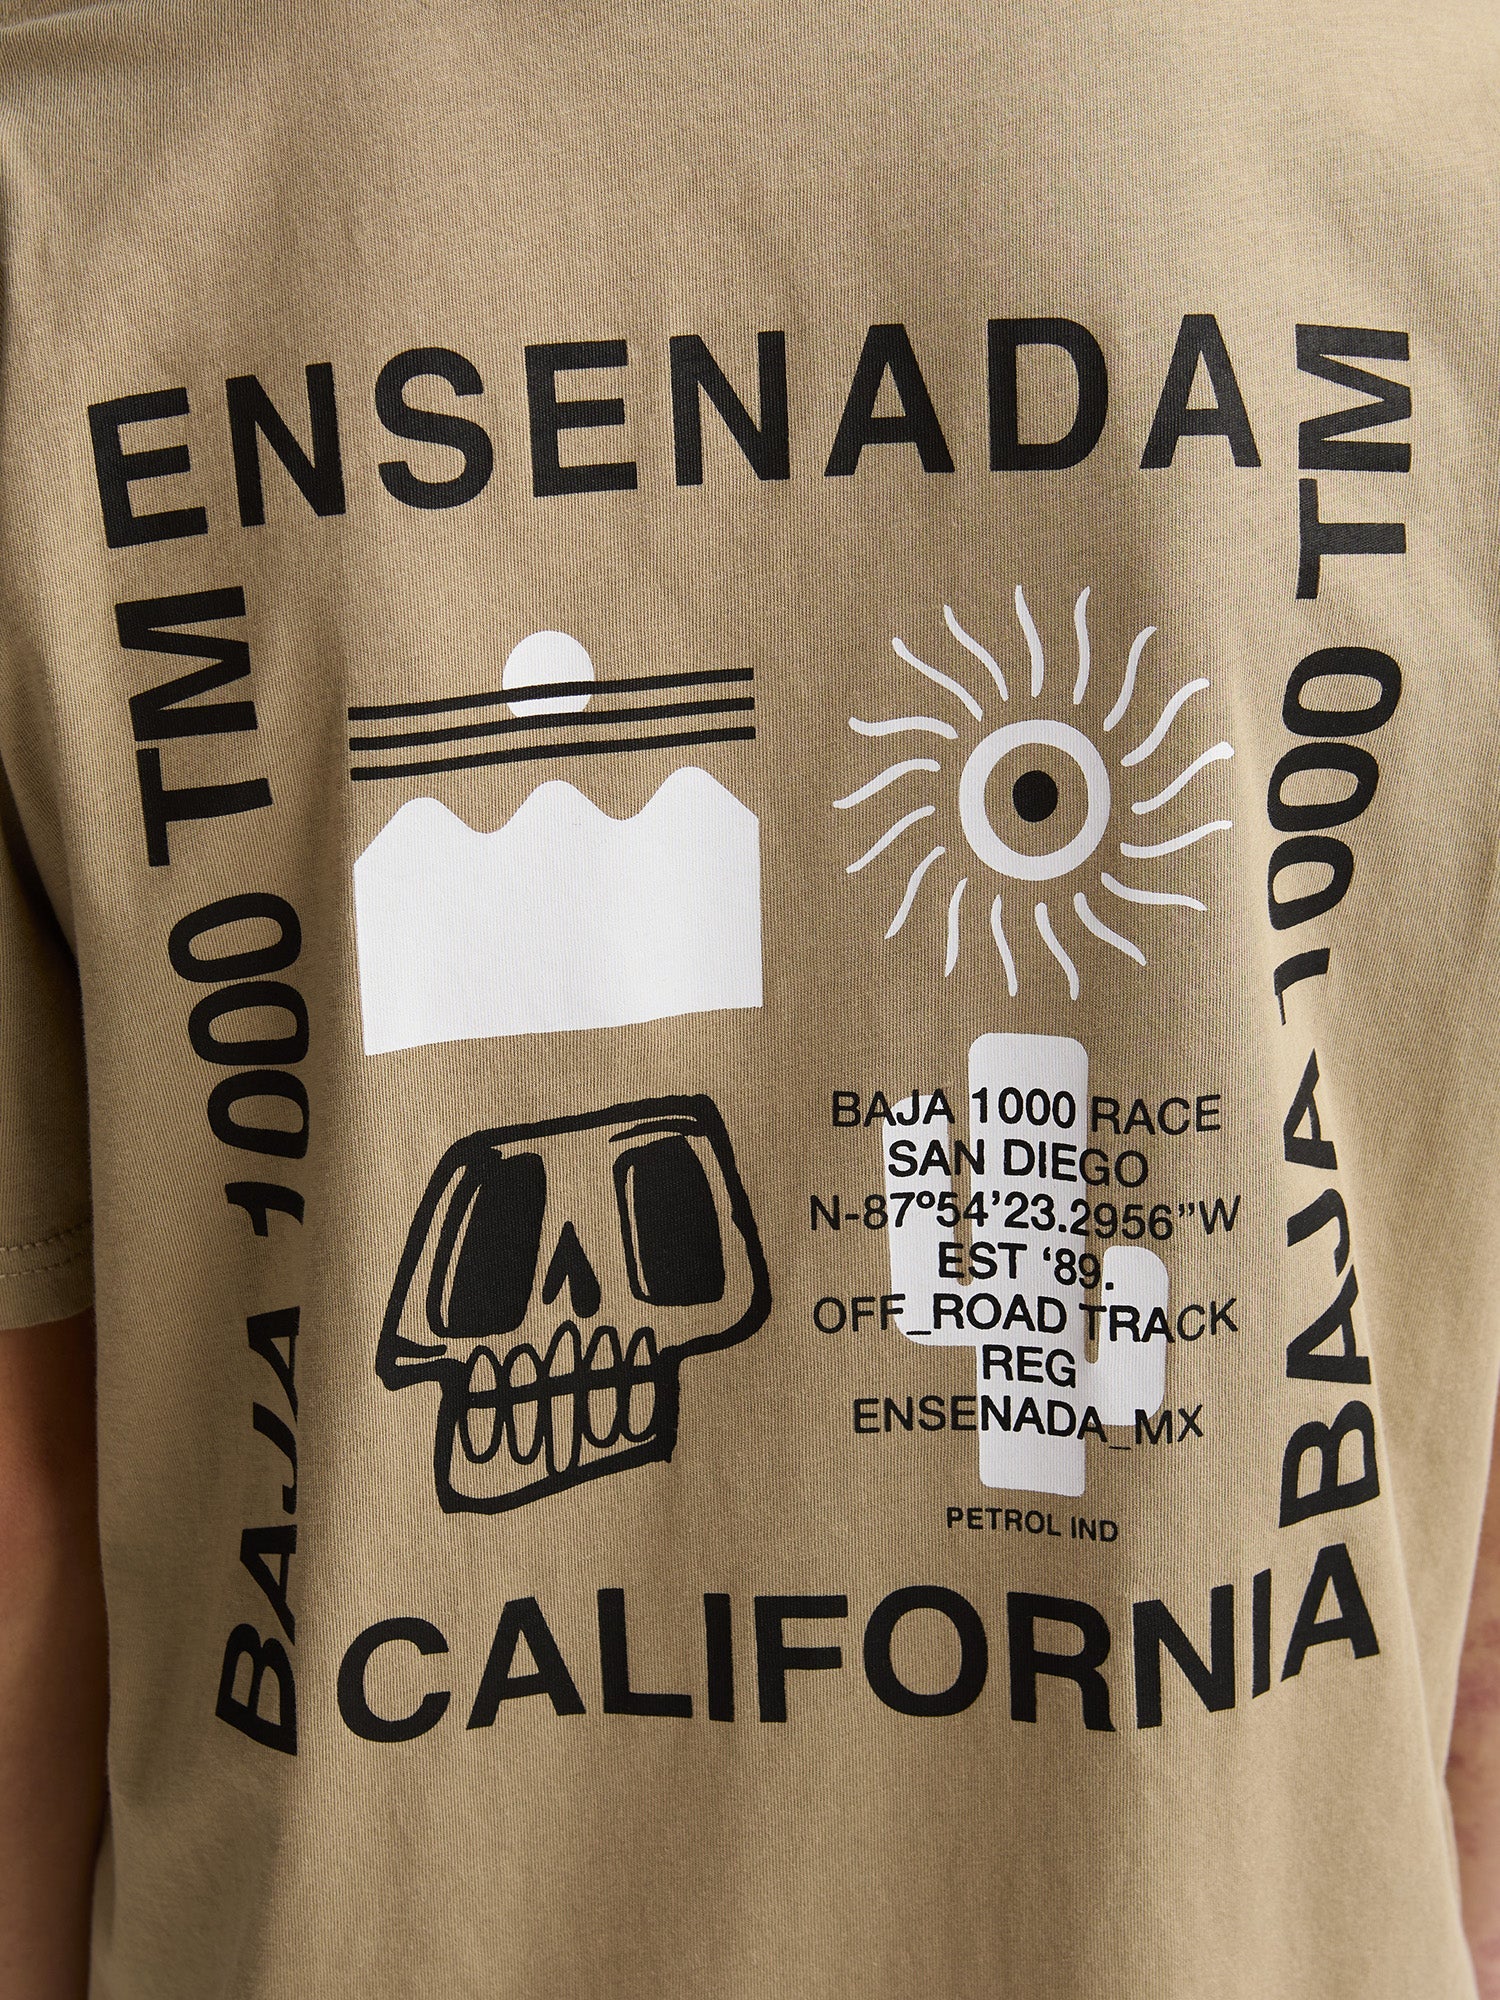 ENSENADA
BAJA 1000 TM
BAJA 1000 TM
BAJA 1000 RACE
SAN DIEGO
N-87º54’23.2956”W
EST ‘89.
OFF_ROAD TRACK
REG
ENSENADA_MX
PETROL IND
CALIFORNIA